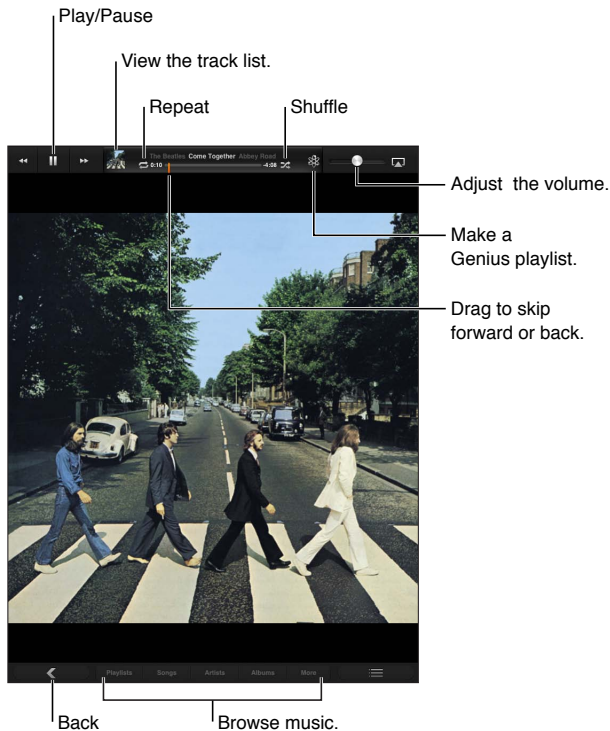 Play/Pause
View the track list.
Repeat
Shuffle
The Beatles Come Together Abbey Road
0:10
-4:08
Adjust the volume.
Make a
Genius playlist.
Drag to skip
forward or back.
Playlists
Songs
Artists
Albums
More
Back
Browse music.